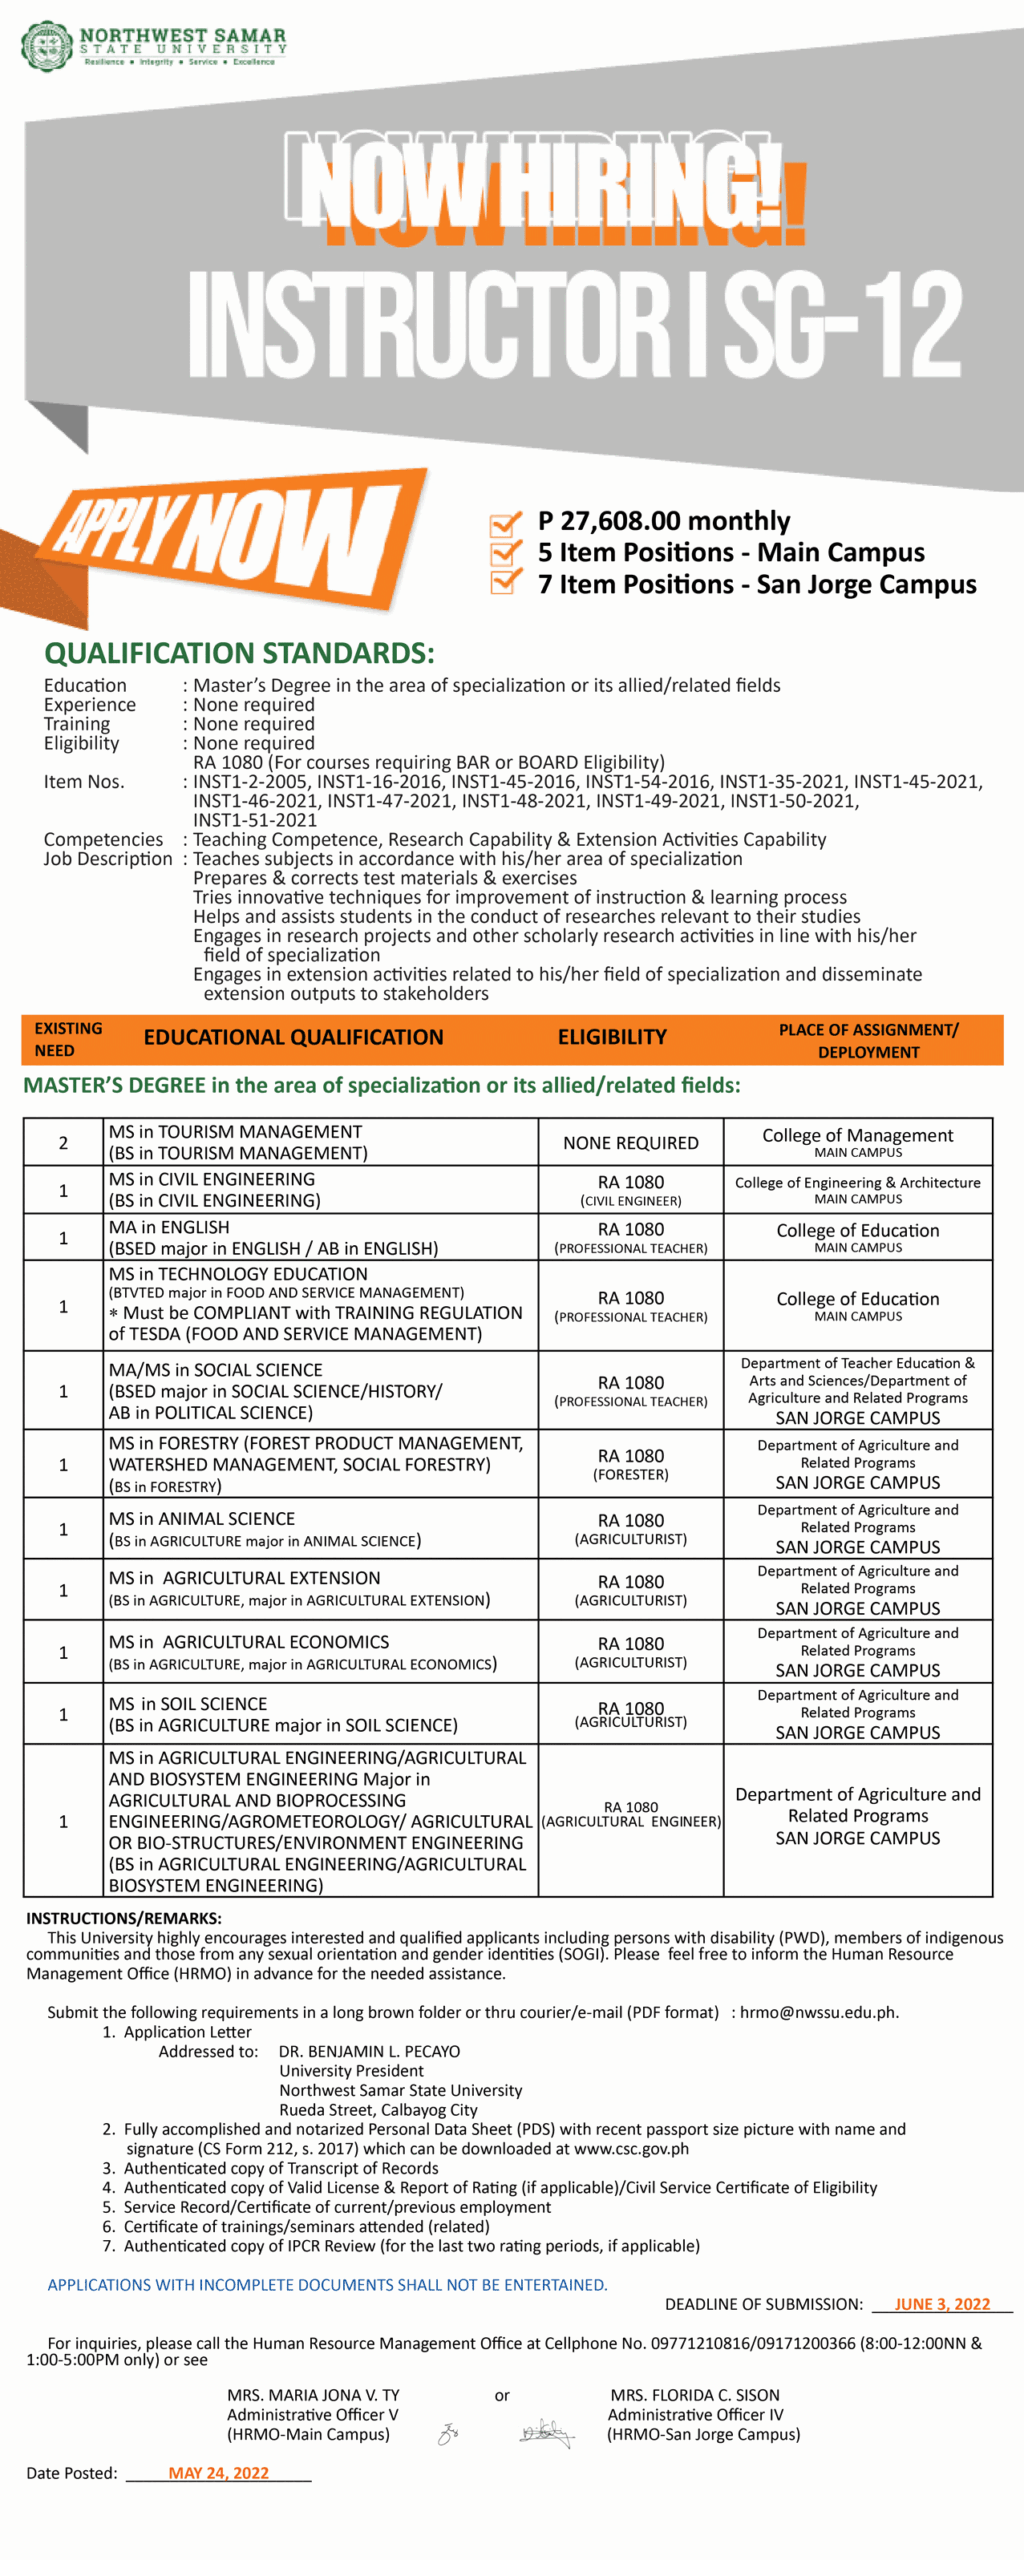 NORTHWEST SAMAR
STATE UNIVERSITY
Resilience • Integrity • Service • Excellence
NOW HIRING!
INSTRUCTOR I SG-12
APPLY NOW
P 27,608.00 monthly
5 Item Positions - Main Campus
7 Item Positions - San Jorge Campus
QUALIFICATION STANDARDS:
Education : Master's Degree in the area of specialization or its allied/related fields
Experience : None required
Training : None required
Eligibility : None required
RA 1080 (For courses requiring BAR or BOARD Eligibility)
Item Nos. : INST1-2-2005, INST1-16-2016, INST1-45-2016, INST1-54-2016, INST1-35-2021, INST1-45-2021,
INST1-46-2021, INST1-47-2021, INST1-48-2021, INST1-49-2021, INST1-50-2021,
INST1-51-2021
Competencies : Teaching Competence, Research Capability & Extension Activities Capability
Job Description : Teaches subjects in accordance with his/her area of specialization
Prepares & corrects test materials & exercises
Tries innovative techniques for improvement of instruction & learning process
Helps and assists students in the conduct of researches relevant to their studies
Engages in research projects and other scholarly research activities in line with his/her
field of specialization
Engages in extension activities related to his/her field of specialization and disseminate
extension outputs to stakeholders
EXISTING
NEED
EDUCATIONAL QUALIFICATION
ELIGIBILITY
PLACE OF ASSIGNMENT/
DEPLOYMENT
MASTER'S DEGREE in the area of specialization or its allied/related fields:
2
MS in TOURISM MANAGEMENT
(BS in TOURISM MANAGEMENT)
NONE REQUIRED
College of Management
MAIN CAMPUS
1
MS in CIVIL ENGINEERING
(BS in CIVIL ENGINEERING)
RA 1080
(CIVIL ENGINEER)
College of Engineering & Architecture
MAIN CAMPUS
1
MA in ENGLISH
(BSED major in ENGLISH / AB in ENGLISH)
RA 1080
(PROFESSIONAL TEACHER)
College of Education
MAIN CAMPUS
1
MS in TECHNOLOGY EDUCATION
(BTVTED major in FOOD AND SERVICE MANAGEMENT)
* Must be COMPLIANT with TRAINING REGULATION
of TESDA (FOOD AND SERVICE MANAGEMENT)
RA 1080
(PROFESSIONAL TEACHER)
College of Education
MAIN CAMPUS
1
MA/MS in SOCIAL SCIENCE
(BSED major in SOCIAL SCIENCE/HISTORY/
AB in POLITICAL SCIENCE)
RA 1080
(PROFESSIONAL TEACHER)
Department of Teacher Education &
Arts and Sciences/Department of
Agriculture and Related Programs
SAN JORGE CAMPUS
1
MS in FORESTRY (FOREST PRODUCT MANAGEMENT,
WATERSHED MANAGEMENT, SOCIAL FORESTRY)
(BS in FORESTRY)
RA 1080
(FORESTER)
Department of Agriculture and
Related Programs
SAN JORGE CAMPUS
1
MS in ANIMAL SCIENCE
(BS in AGRICULTURE major in ANIMAL SCIENCE)
RA 1080
(AGRICULTURIST)
Department of Agriculture and
Related Programs
SAN JORGE CAMPUS
1
MS in AGRICULTURAL EXTENSION
(BS in AGRICULTURE, major in AGRICULTURAL EXTENSION)
RA 1080
(AGRICULTURIST)
Department of Agriculture and
Related Programs
SAN JORGE CAMPUS
1
MS in AGRICULTURAL ECONOMICS
(BS in AGRICULTURE, major in AGRICULTURAL ECONOMICS)
RA 1080
(AGRICULTURIST)
Department of Agriculture and
Related Programs
SAN JORGE CAMPUS
1
MS in SOIL SCIENCE
(BS in AGRICULTURE major in SOIL SCIENCE)
RA 1080
(AGRICULTURIST)
Department of Agriculture and
Related Programs
SAN JORGE CAMPUS
1
MS in AGRICULTURAL ENGINEERING/AGRICULTURAL
AND BIOSYSTEM ENGINEERING Major in
AGRICULTURAL AND BIOPROCESSING
ENGINEERING/AGROMETEOROLOGY/ AGRICULTURAL
OR BIO-STRUCTURES/ENVIRONMENT ENGINEERING
(BS in AGRICULTURAL ENGINEERING/AGRICULTURAL
BIOSYSTEM ENGINEERING)
RA 1080
(AGRICULTURAL ENGINEER)
Department of Agriculture and
Related Programs
SAN JORGE CAMPUS
INSTRUCTIONS/REMARKS:
This University highly encourages interested and qualified applicants including persons with disability (PWD), members of indigenous
communities and those from any sexual orientation and gender identities (SOGI). Please feel free to inform the Human Resource
Management Office (HRMO) in advance for the needed assistance.
Submit the following requirements in a long brown folder or thru courier/e-mail (PDF format) : hrmo@nwssu.edu.ph.
1. Application Letter
Addressed to: DR. BENJAMIN L. PECAYO
University President
Northwest Samar State University
Rueda Street, Calbayog City
2. Fully accomplished and notarized Personal Data Sheet (PDS) with recent passport size picture with name and
signature (CS Form 212, s. 2017) which can be downloaded at www.csc.gov.ph
3. Authenticated copy of Transcript of Records
4. Authenticated copy of Valid License & Report of Rating (if applicable)/Civil Service Certificate of Eligibility
5. Service Record/Certificate of current/previous employment
6. Certificate of trainings/seminars attended (related)
7. Authenticated copy of IPCR Review (for the last two rating periods, if applicable)
APPLICATIONS WITH INCOMPLETE DOCUMENTS SHALL NOT BE ENTERTAINED.
DEADLINE OF SUBMISSION: JUNE 3, 2022
For inquiries, please call the Human Resource Management Office at Cellphone No. 09771210816/09171200366 (8:00-12:00NN &
1:00-5:00PM only) or see
MRS. MARIA JONA V. TY or MRS. FLORIDA C. SISON
Administrative Officer V Administrative Officer IV
(HRMO-Main Campus) (HRMO-San Jorge Campus)
Date Posted: MAY 24, 2022